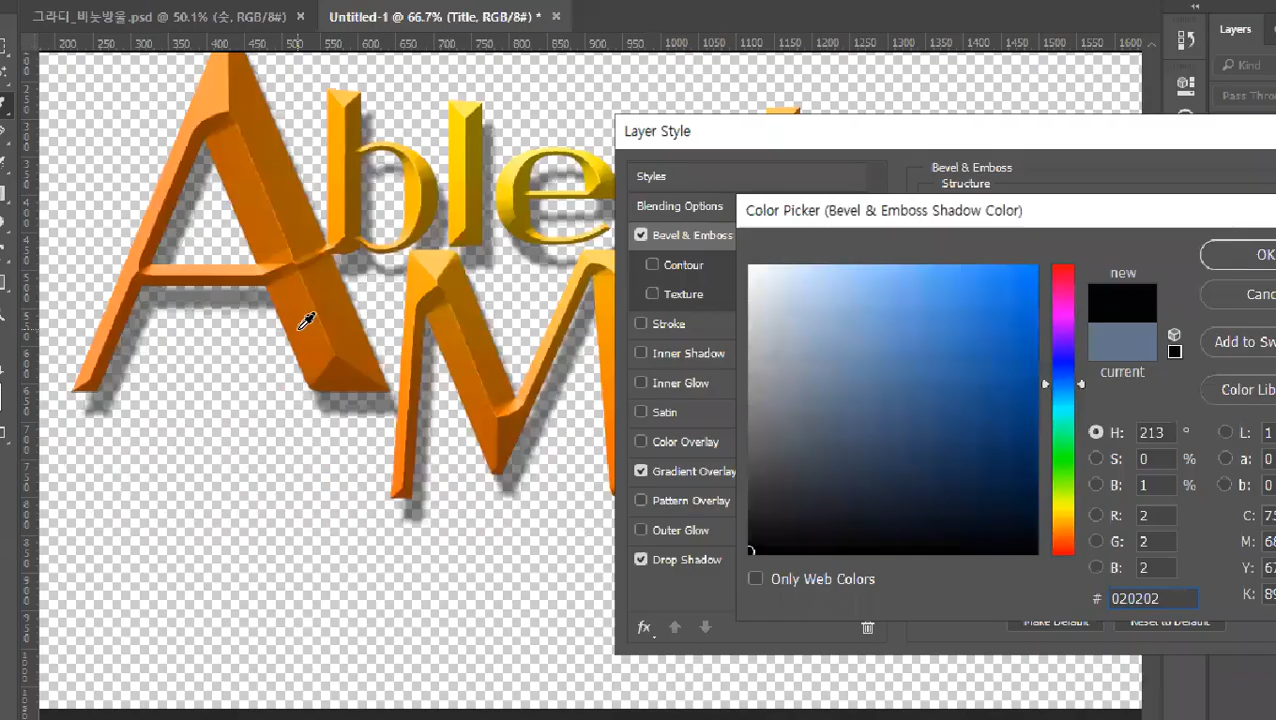 그라디_비눗방울.psd @ 50.1% (숫, RGB/8#) ×
Untitled-1 @ 66.7% (Title, RGB/8#) * ×
200 250 300 350 400 450 500 550 600 650 700 750 800 850 900 950 1000 1050 1100 1150 1200 1250 1300 1350 1400 1450 1500 1550 1600
Layers
Kind
Pass Thro
Able
M
Layer Style
Styles
Blending Options
Bevel & Emboss
Contour
Texture
Stroke
Inner Shadow
Inner Glow
Satin
Color Overlay
Gradient Overlay
Pattern Overlay
Outer Glow
Drop Shadow
fx
Bevel & Emboss
Structure
Color Picker (Bevel & Emboss Shadow Color)
new
current
OK
Canc
Add to Sw
Color Lib
H: 213 °
S: 0 %
B: 1 %
R: 2
G: 2
B: 2
# 020202
L: 1
a: 0
b: 0
C: 75
M: 68
Y: 67
K: 89
Only Web Colors
Make Default
Reset to Default